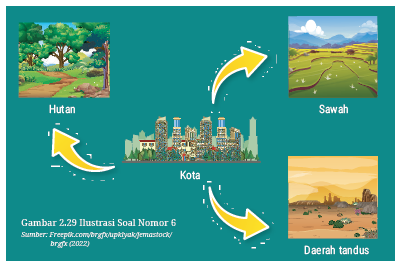 Hutan
Sawah
Kota
Daerah tandus
Gambar 2.29 Ilustrasi Soal Nomor 6
Sumber: Freepik.com/brgfx/upklyak/jemastock/
brgfx (2022)